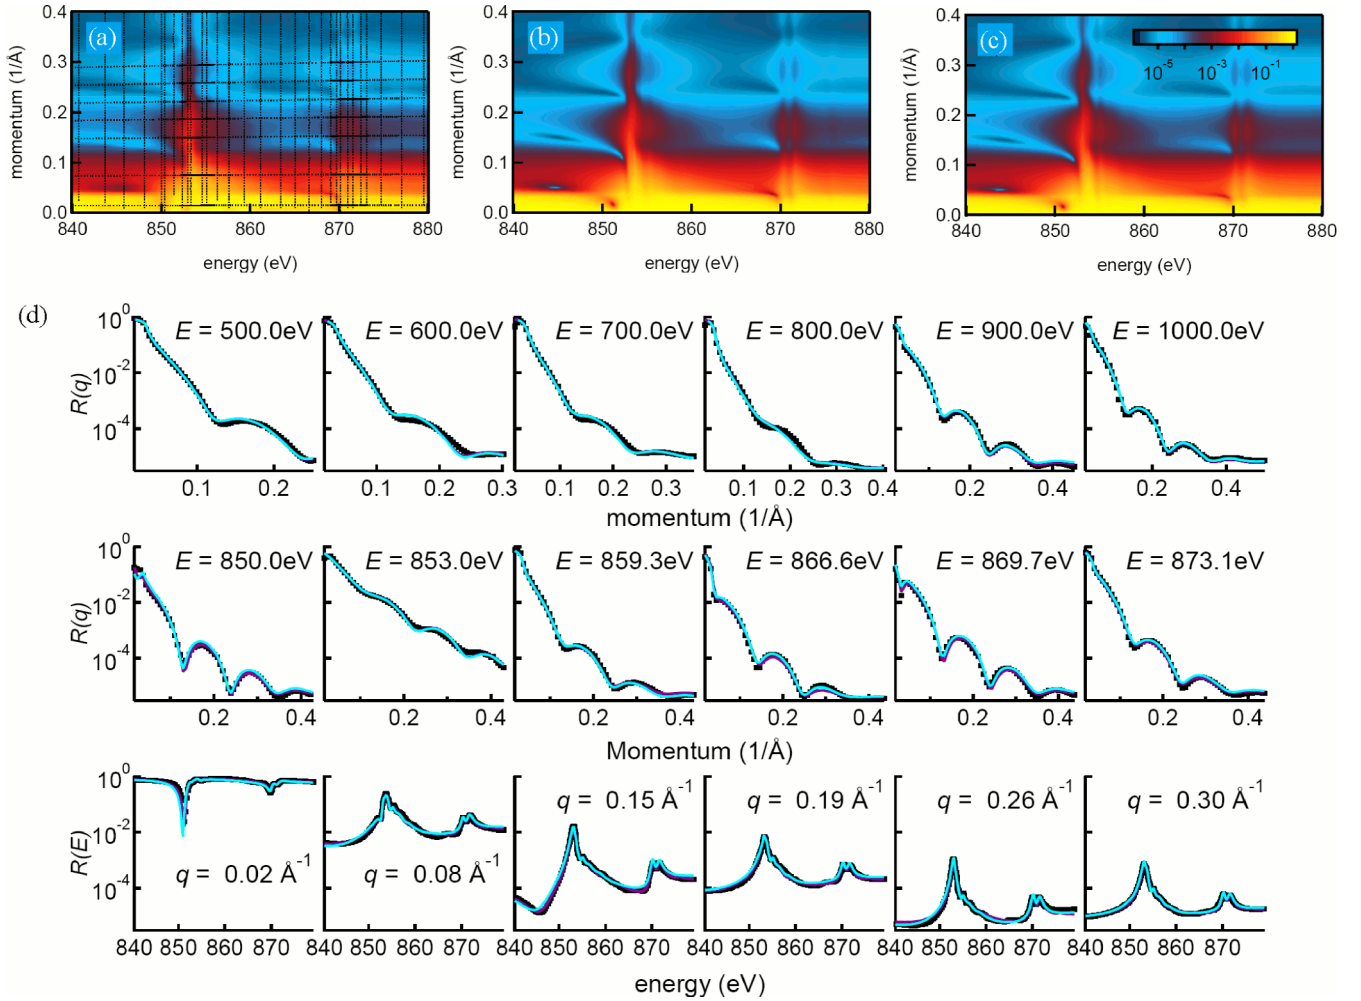 (a) (b) (c)
0.4 0.4 0.4
0.3 0.3 0.3
0.2 0.2 0.2
0.1 0.1 0.1
0.0 0.0 0.0
momentum (1/Å) momentum (1/Å) momentum (1/Å)
10^-5 10^-3 10^-1
840 850 860 870 880 840 850 860 870 880 840 850 860 870 880
energy (eV) energy (eV) energy (eV)
(d)
10^0 E = 500.0eV E = 600.0eV E = 700.0eV E = 800.0eV E = 900.0eV E = 1000.0eV
10^-2
R(q)
10^-4
0.1 0.2 0.1 0.2 0.3 0.1 0.2 0.3 0.1 0.2 0.3 0.4 0.2 0.4 0.2 0.4
momentum (1/Å)
10^0 E = 850.0eV E = 853.0eV E = 859.3eV E = 866.6eV E = 869.7eV E = 873.1eV
10^-2
R(q)
10^-4
0.2 0.4 0.2 0.4 0.2 0.4 0.2 0.4 0.2 0.4 0.2 0.4
Momentum (1/Å)
10^0
q = 0.15 Å^-1 q = 0.19 Å^-1 q = 0.26 Å^-1 q = 0.30 Å^-1
10^-2
R(E)
q = 0.02 Å^-1 q = 0.08 Å^-1
10^-4
840 850 860 870 840 850 860 870 840 850 860 870 840 850 860 870 840 850 860 870 840 850 860 870
energy (eV)